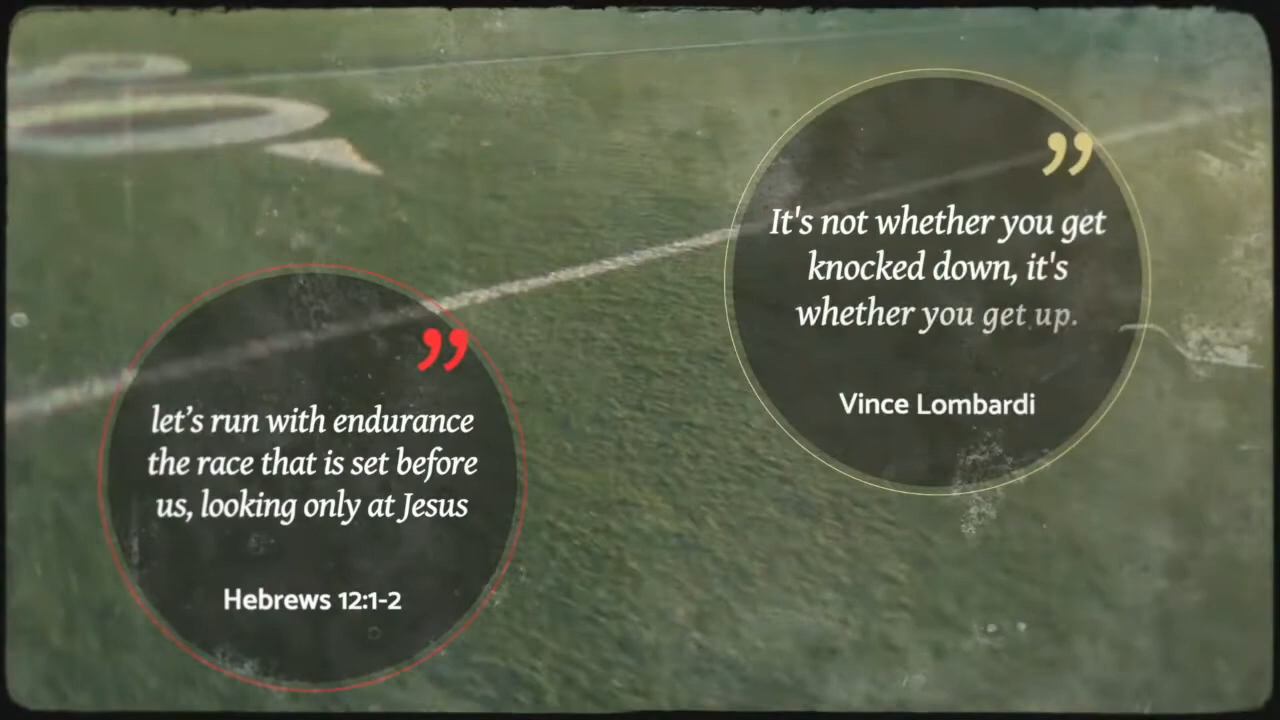 It's not whether you get
knocked down, it's
whether you get up.
Vince Lombardi
let’s run with endurance
the race that is set before
us, looking only at Jesus
Hebrews 12:1-2